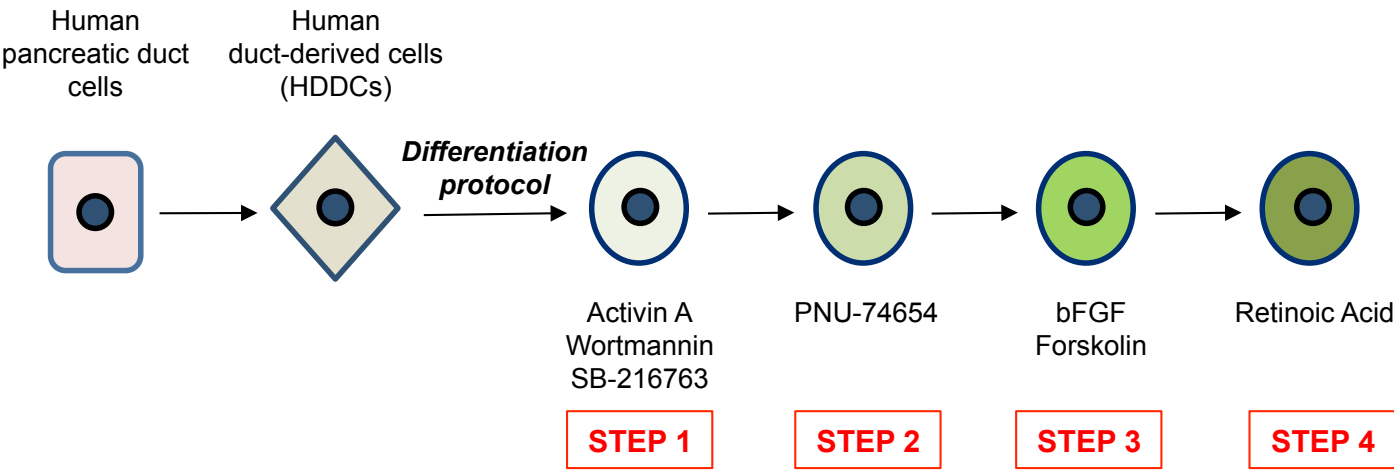 Human
pancreatic duct
cells
Human
duct-derived cells
(HDDCs)
Differentiation
protocol
Activin A
Wortmannin
SB-216763
PNU-74654
bFGF
Forskolin
Retinoic Acid
STEP 1
STEP 2
STEP 3
STEP 4